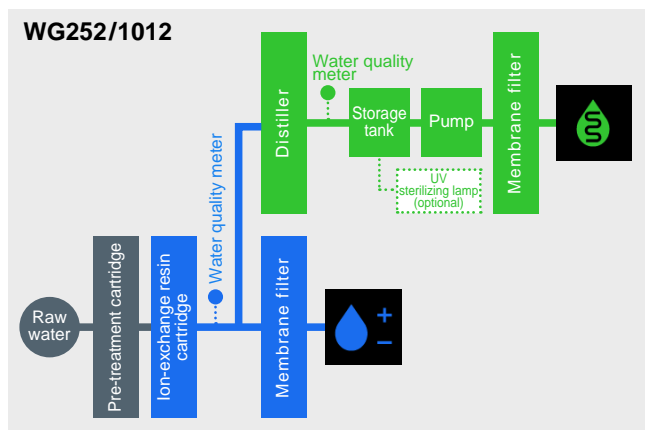 WG252/1012
Water quality
meter
Distiller
Storage
tank
Pump
Membrane filter
UV
sterilizing lamp
(optional)
Water quality meter
Raw
water
Pre-treatment cartridge
Ion-exchange resin
cartridge
Membrane filter
+
−